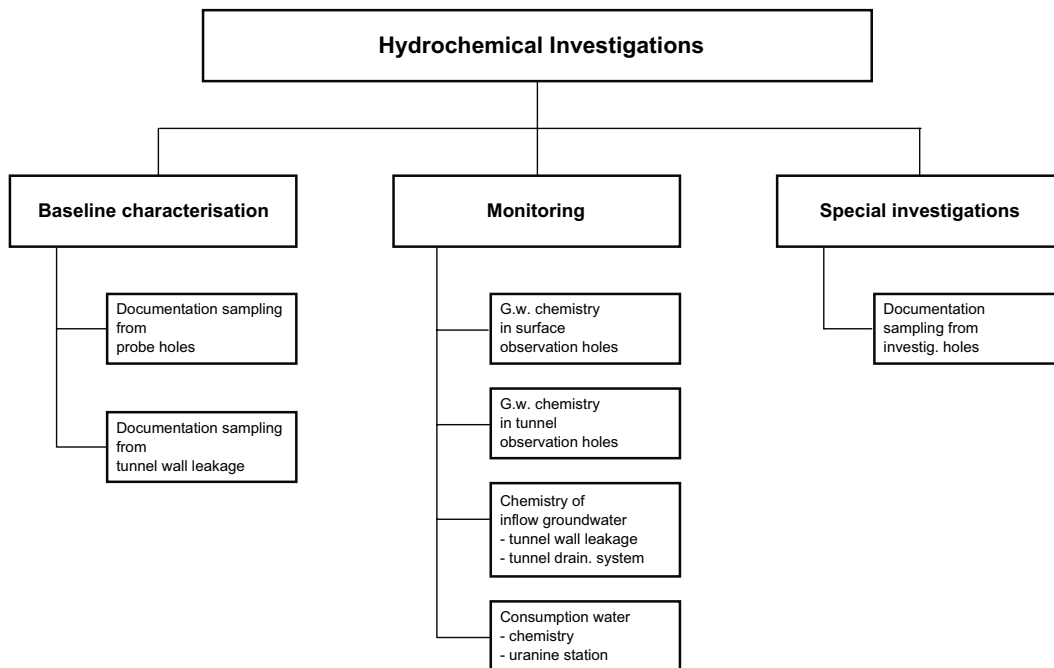 Hydrochemical Investigations
Baseline characterisation
Documentation sampling
from
probe holes
Documentation sampling
from
tunnel wall leakage
Monitoring
G.w. chemistry
in surface
observation holes
G.w. chemistry
in tunnel
observation holes
Chemistry of
inflow groundwater
- tunnel wall leakage
- tunnel drain. system
Consumption water
- chemistry
- uranine station
Special investigations
Documentation
sampling from
investig. holes